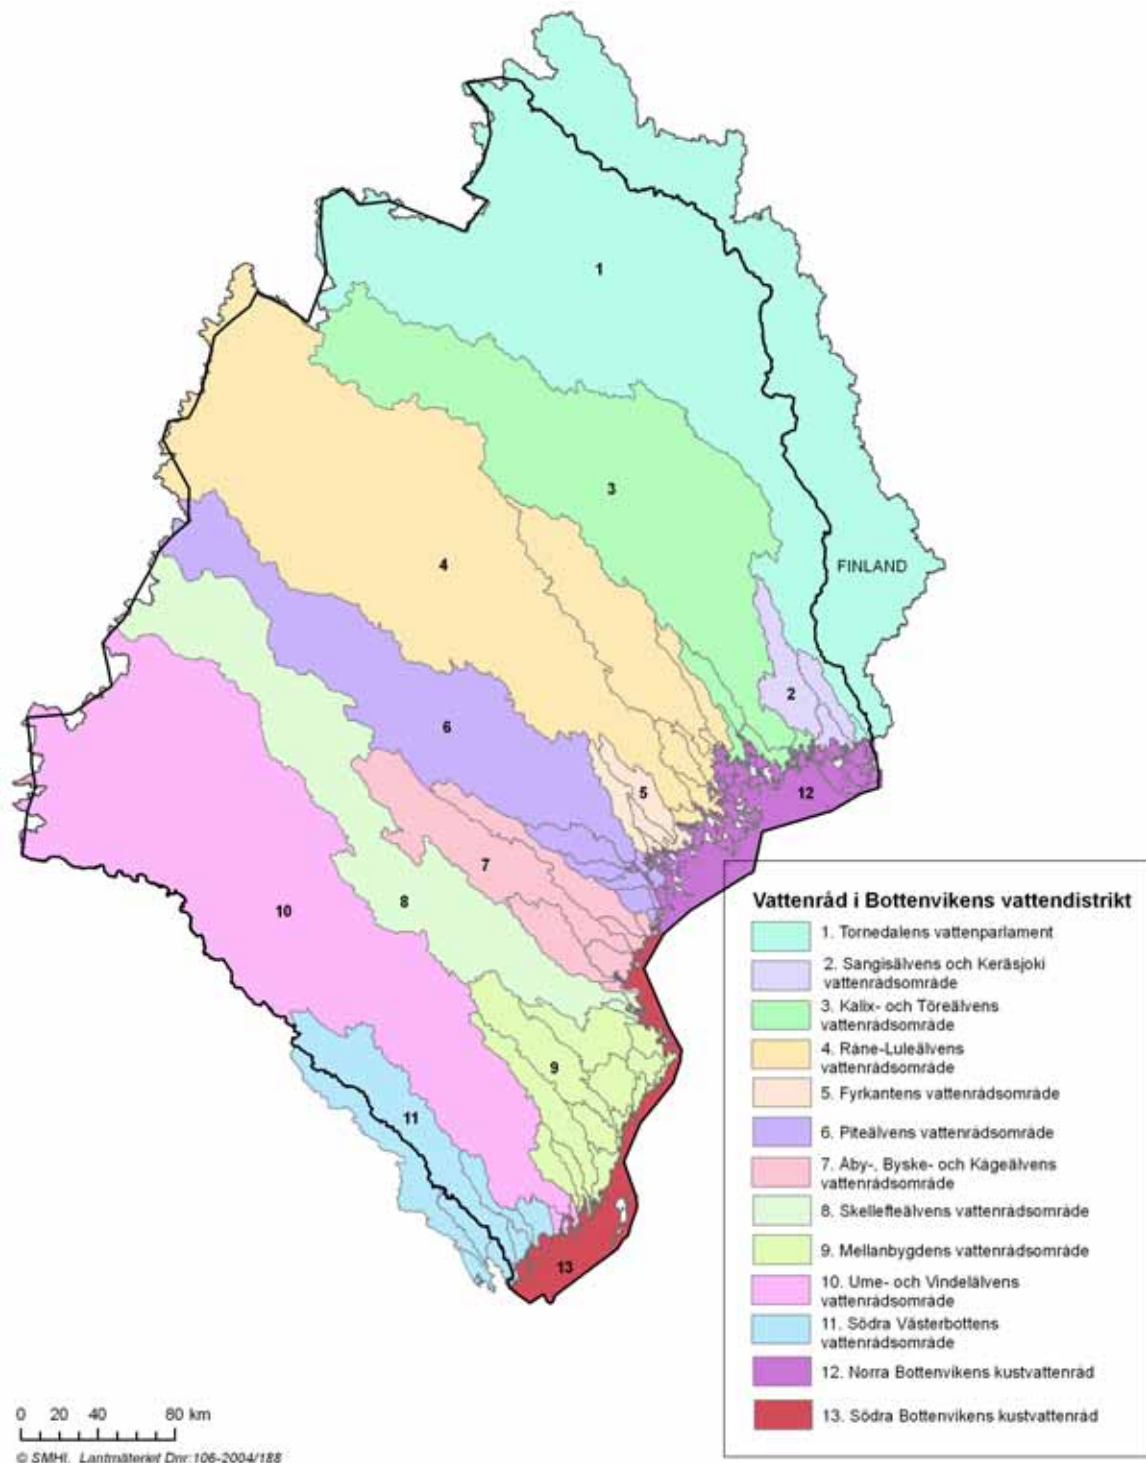 1
3
4
FINLAND
2
6
5
12
7
8
10
9
11
13
Vattenråd i Bottenvikens vattendistrikt
1. Tornedalens vattenparlament
2. Sangisälvens och Keräsjoki
vattenrådsområde
3. Kalix- och Töreälvens
vattenrådsområde
4. Råne-Luleälvens
vattenrådsområde
5. Fyrkantens vattenrådsområde
6. Piteälvens vattenrådsområde
7. Åby-, Byske- och Kågeälvens
vattenrådsområde
8. Skellefteälvens vattenrådsområde
9. Mellanbygdens vattenrådsområde
10. Ume- och Vindelälvens
vattenrådsområde
11. Södra Västerbottens
vattenrådsområde
12. Norra Bottenvikens kustvattenråd
13. Södra Bottenvikens kustvattenråd
0 20 40 80 km
© SMHI, Lantmäteriet Dnr:106-2004/188